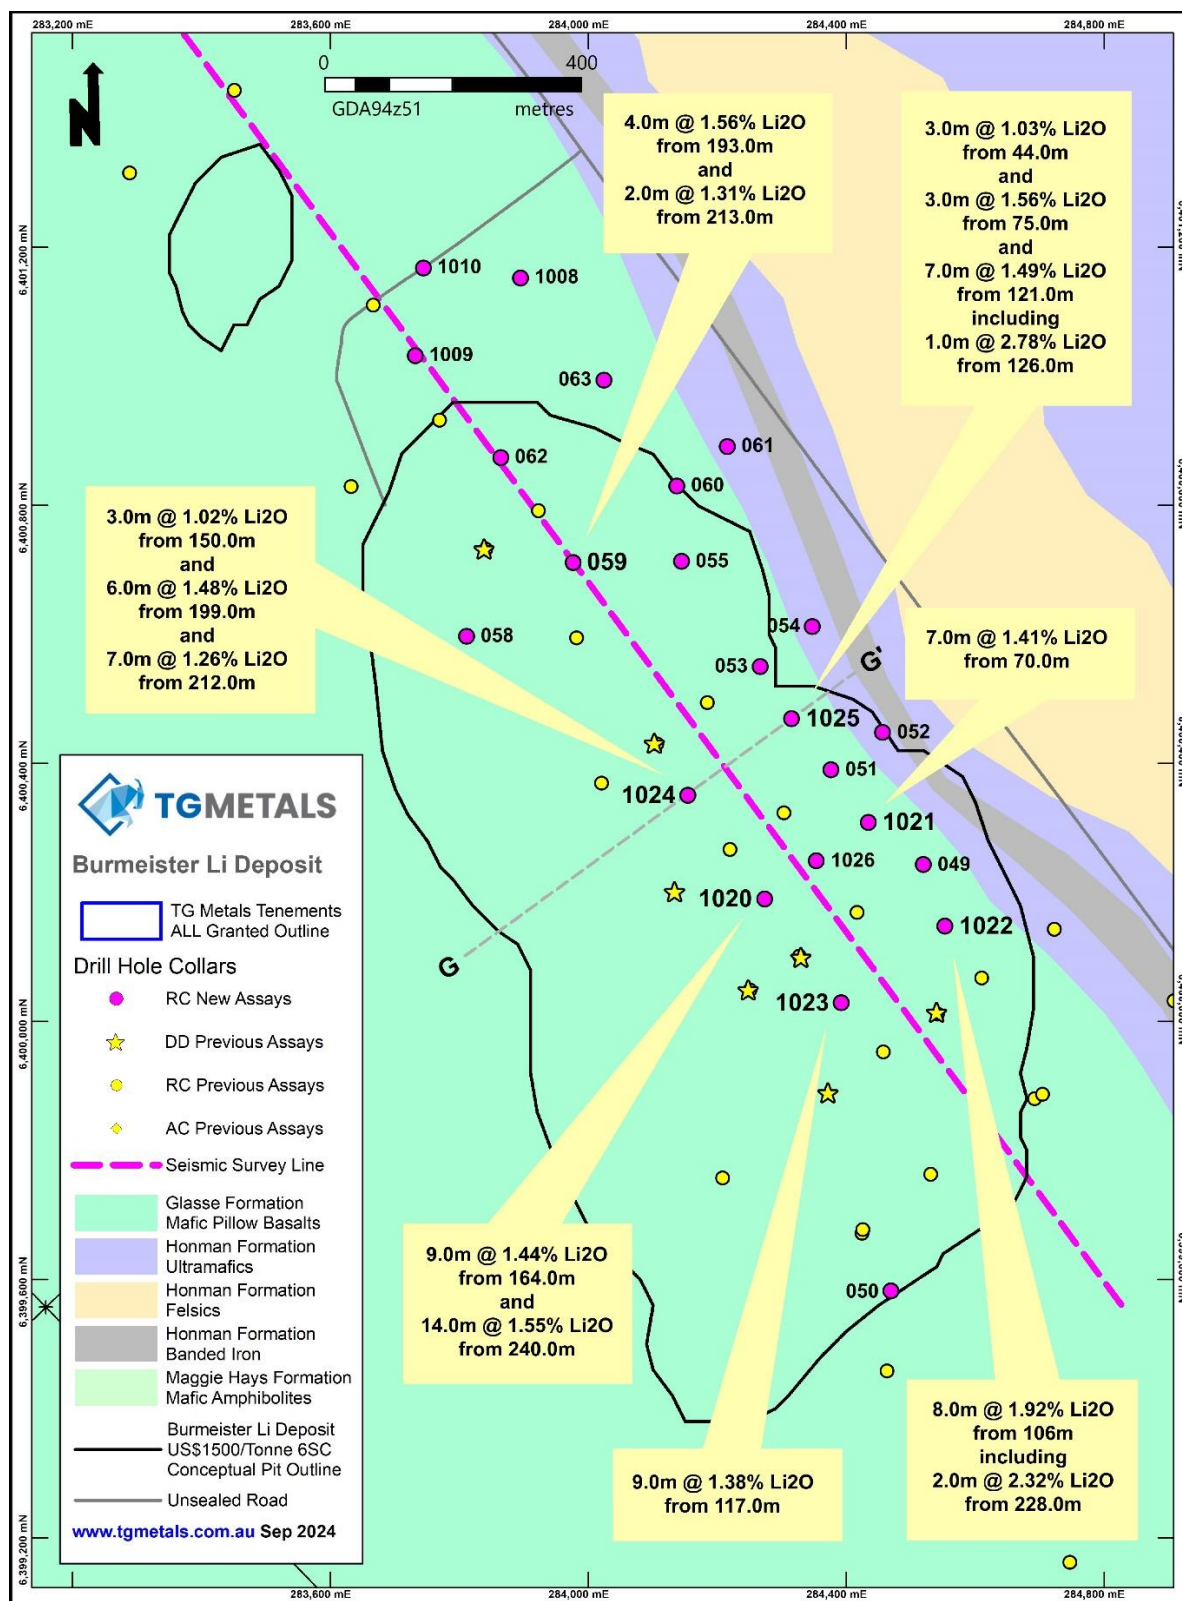 283,200 mE
283,600 mE
284,000 mE
284,400 mE
284,800 mE
N
0
400
GDA94z51
metres
4.0m @ 1.56% Li2O
from 193.0m
and
2.0m @ 1.31% Li2O
from 213.0m
3.0m @ 1.03% Li2O
from 44.0m
and
3.0m @ 1.56% Li2O
from 75.0m
and
7.0m @ 1.49% Li2O
from 121.0m
including
1.0m @ 2.78% Li2O
from 126.0m
6,401,200 mN
1010
1008
1009
063
062
061
060
6,400,800 mN
3.0m @ 1.02% Li2O
from 150.0m
and
6.0m @ 1.48% Li2O
from 199.0m
and
7.0m @ 1.26% Li2O
from 212.0m
059
055
058
054
053
G'
7.0m @ 1.41% Li2O
from 70.0m
1025
052
6,400,400 mN
051
1024
1021
1026
049
1020
1022
G
1023
6,400,000 mN
TGMETALS
Burmeister Li Deposit
TG Metals Tenements
ALL Granted Outline
Drill Hole Collars
RC New Assays
DD Previous Assays
RC Previous Assays
AC Previous Assays
Seismic Survey Line
Glasse Formation
Mafic Pillow Basalts
Honman Formation
Ultramafics
Honman Formation
Felsics
Honman Formation
Banded Iron
Maggie Hays Formation
Mafic Amphibolites
Burmeister Li Deposit
US$1500/Tonne 6SC
Conceptual Pit Outline
Unsealed Road
www.tgmetals.com.au Sep 2024
9.0m @ 1.44% Li2O
from 164.0m
and
14.0m @ 1.55% Li2O
from 240.0m
050
6,399,600 mN
8.0m @ 1.92% Li2O
from 106m
including
2.0m @ 2.32% Li2O
from 228.0m
9.0m @ 1.38% Li2O
from 117.0m
6,399,200 mN
283,600 mE
284,000 mE
284,400 mE
284,800 mE